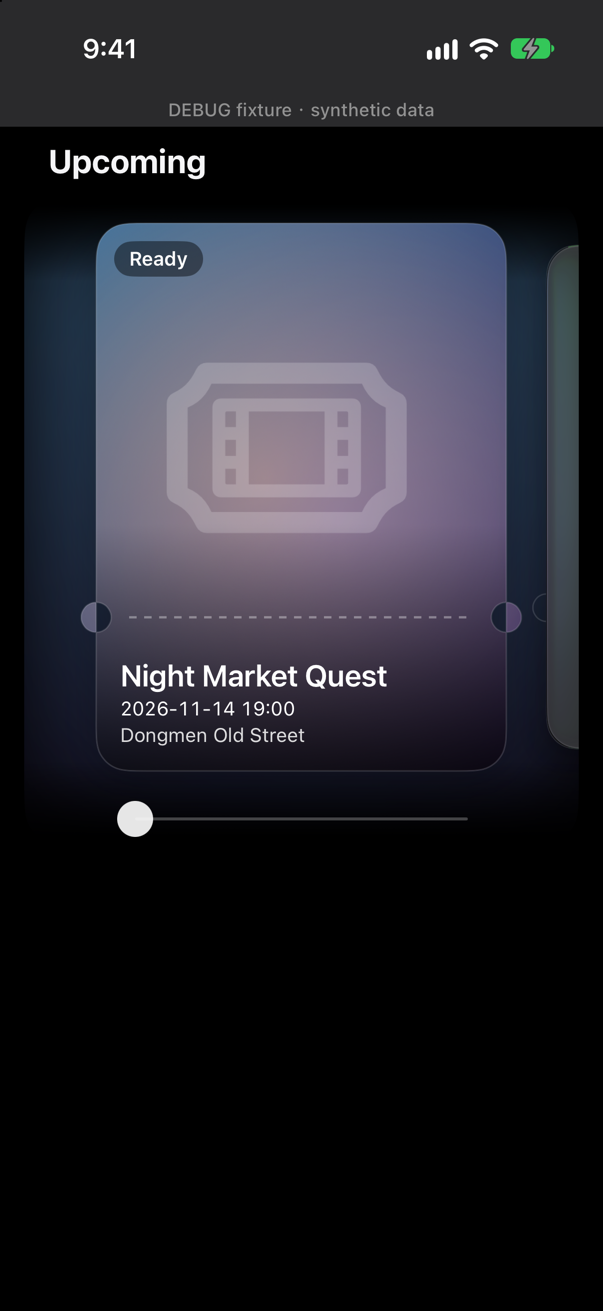 9:41
DEBUG fixture · synthetic data
Upcoming
Ready
Night Market Quest
2026-11-14 19:00
Dongmen Old Street